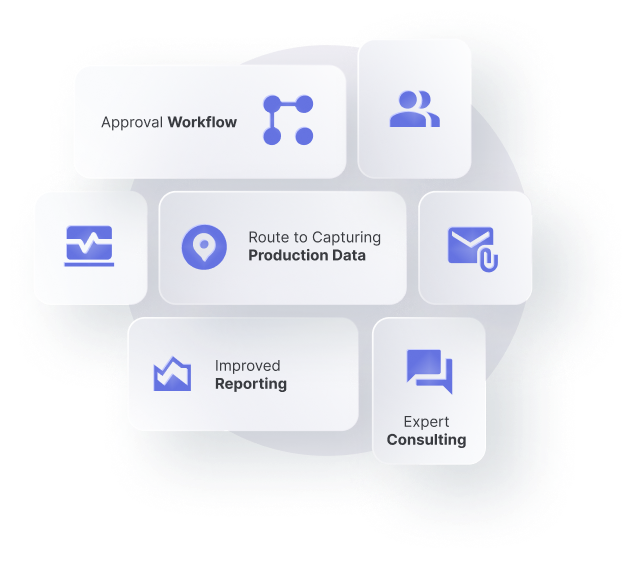 Approval Workflow
Route to Capturing
Production Data
Improved
Reporting
Expert
Consulting